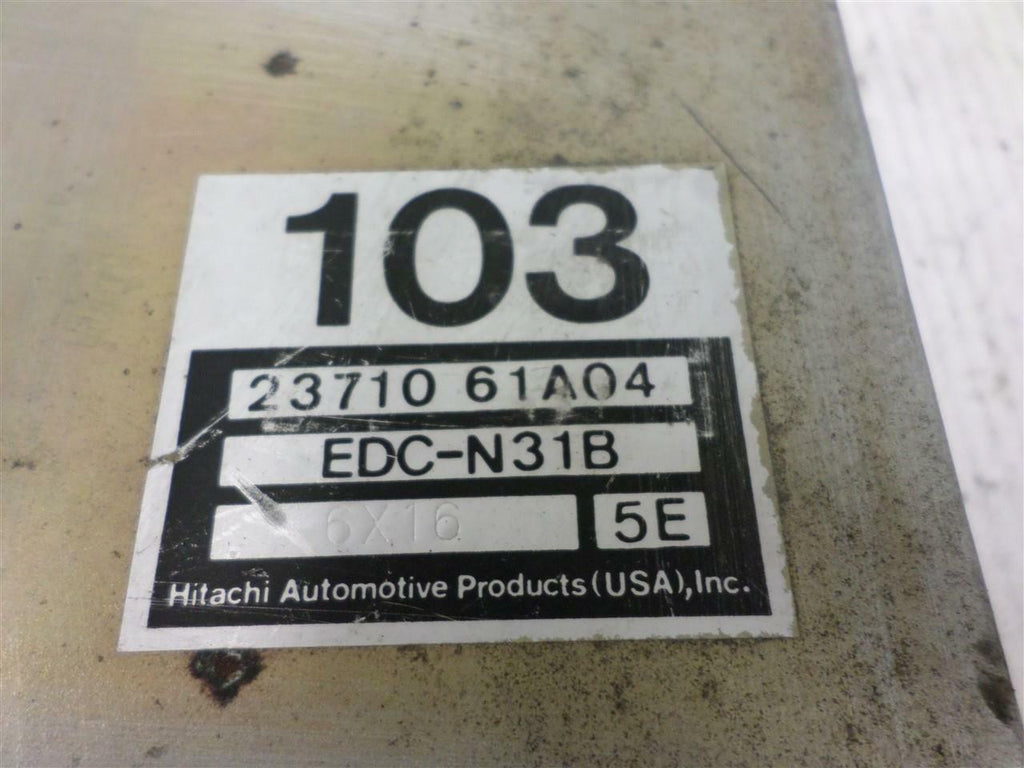 103
23710 61A04
EDC-N31B
6X16 5E
Hitachi Automotive Products (USA), Inc.